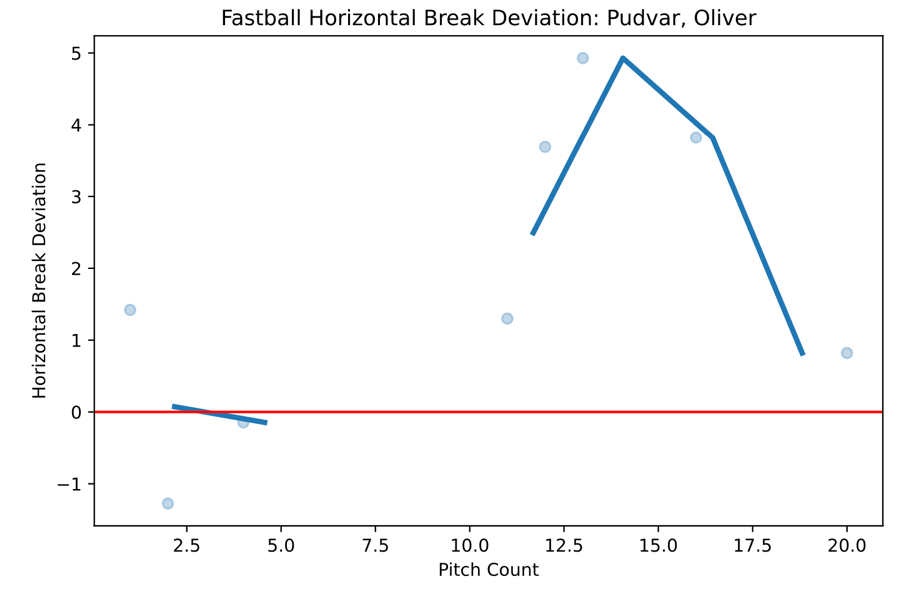 Fastball Horizontal Break Deviation: Pudvar, Oliver
Horizontal Break Deviation
5
4
3
2
1
0
−1
2.5 5.0 7.5 10.0 12.5 15.0 17.5 20.0
Pitch Count